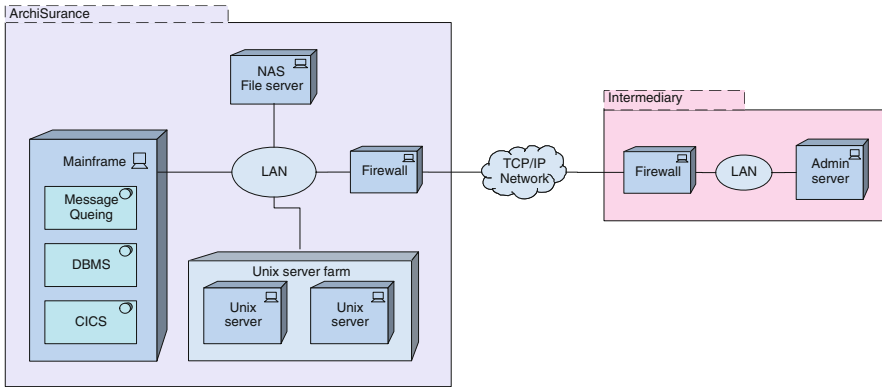 ArchiSurance
NAS
File server
Intermediary
Mainframe
Message
Queing
DBMS
CICS
LAN
Firewall
TCP/IP
Network
Firewall
LAN
Admin
server
Unix server farm
Unix
server
Unix
server